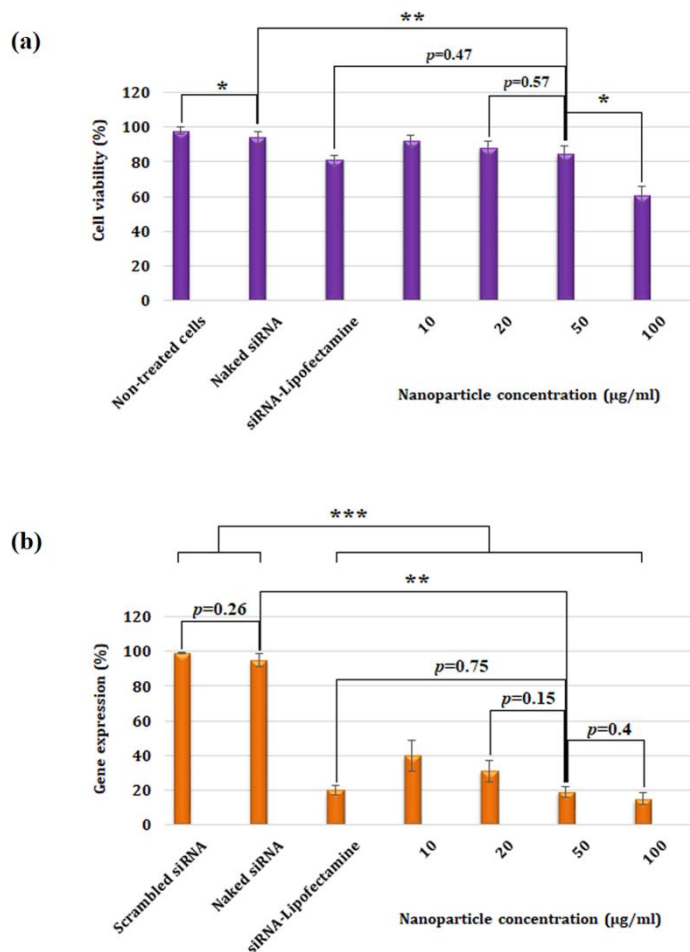 (a)
**
p=0.47
p=0.57
*
*
120
100
80
60
40
20
0
Cell viability (%)
Non-treated cells
Naked siRNA
siRNA-Lipofectamine
10
20
50
100
Nanoparticle concentration (µg/ml)
(b)
***
**
p=0.26
p=0.75
p=0.15
p=0.4
120
100
80
60
40
20
0
Gene expression (%)
Scrambled siRNA
Naked siRNA
siRNA-Lipofectamine
10
20
50
100
Nanoparticle concentration (µg/ml)